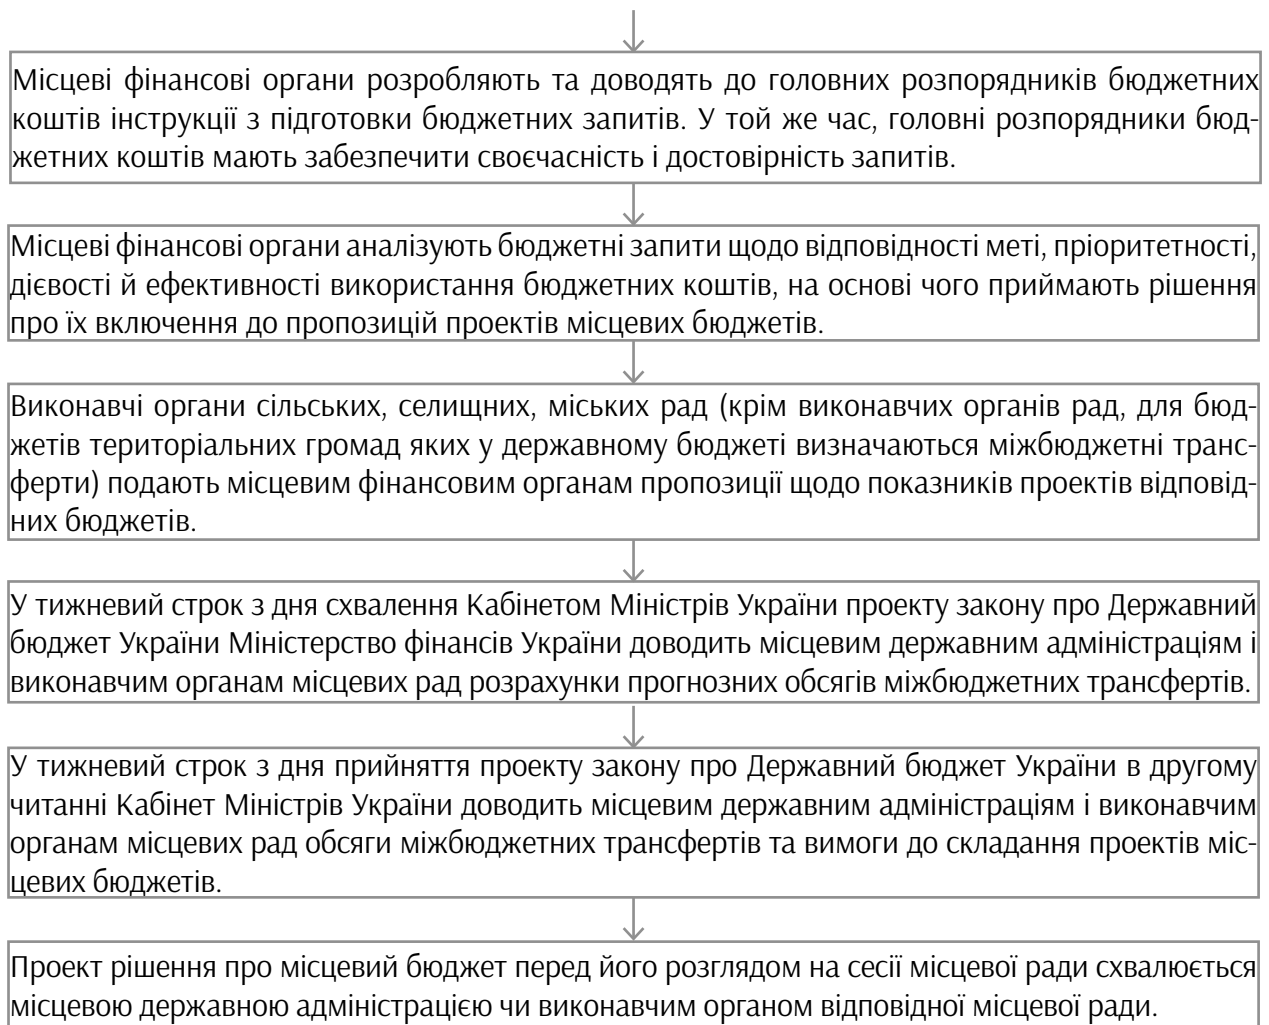 Місцеві фінансові органи розробляють та доводять до головних розпорядників бюджетних
коштів інструкції з підготовки бюджетних запитів. У той же час, головні розпорядники бюд-
жетних коштів мають забезпечити своєчасність і достовірність запитів.
Місцеві фінансові органи аналізують бюджетні запити щодо відповідності меті, пріоритетності,
дієвості й ефективності використання бюджетних коштів, на основі чого приймають рішення
про їх включення до пропозицій проектів місцевих бюджетів.
Виконавчі органи сільських, селищних, міських рад (крім виконавчих органів рад, для бюд-
жетів територіальних громад яких у державному бюджеті визначаються міжбюджетні транс-
ферти) подають місцевим фінансовим органам пропозиції щодо показників проектів відповід-
них бюджетів.
У тижневий строк з дня схвалення Кабінетом Міністрів України проекту закону про Державний
бюджет України Міністерство фінансів України доводить місцевим державним адміністраціям і
виконавчим органам місцевих рад розрахунки прогнозних обсягів міжбюджетних трансфертів.
У тижневий строк з дня прийняття проекту закону про Державний бюджет України в другому
читанні Кабінет Міністрів України доводить місцевим державним адміністраціям і виконавчим
органам місцевих рад обсяги міжбюджетних трансфертів та вимоги до складання проектів міс-
цевих бюджетів.
Проект рішення про місцевий бюджет перед його розглядом на сесії місцевої ради схвалюється
місцевою державною адміністрацією чи виконавчим органом відповідної місцевої ради.